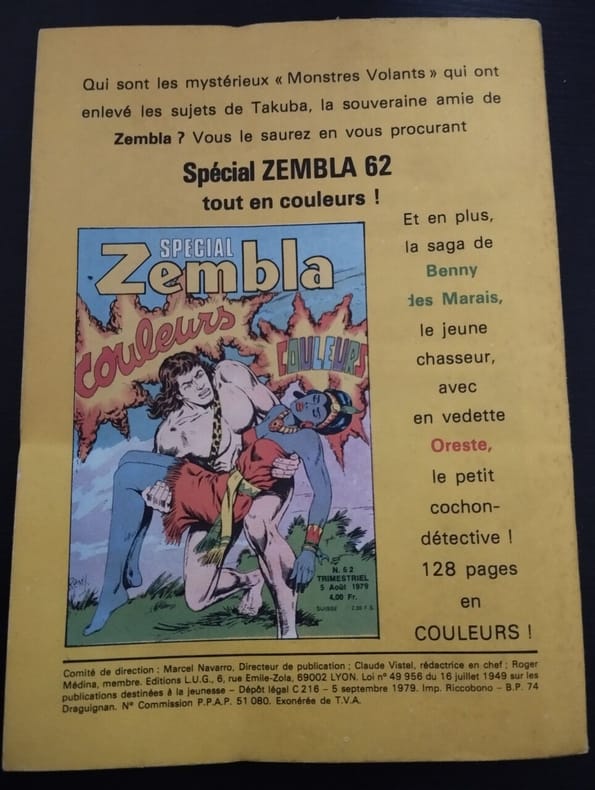 Qui sont les mystérieux « Monstres Volants » qui ont
enlevé les sujets de Takuba, la souveraine amie de
Zembla ? Vous le saurez en vous procurant
Spécial ZEMBLA 62
tout en couleurs !
SPECIAL
Zembla
couleurs
COULEURS
N. 62
TRIMESTRIEL
5 Août 1979
4,00 Fr.
SUISSE
Et en plus,
la saga de
Benny
des Marais,
le jeune
chasseur,
avec
en vedette
Oreste,
le petit
cochon-
détective !
128 pages
en
COULEURS !
Comité de direction : Marcel Navarro, Directeur de publication ; Claude Vistel, rédactrice en chef ; Roger
Médina, membre. Editions L.U.G., 6, rue Emile-Zola, 69002 LYON. Loi n° 49 956 du 16 juillet 1949 sur les
publications destinées à la jeunesse – Dépôt légal C 216 – 5 septembre 1979. Imp. Riccobono – B.P. 74
Draguignan. N° Commission P.P.A.P. 51 080. Exonérée de T.V.A.